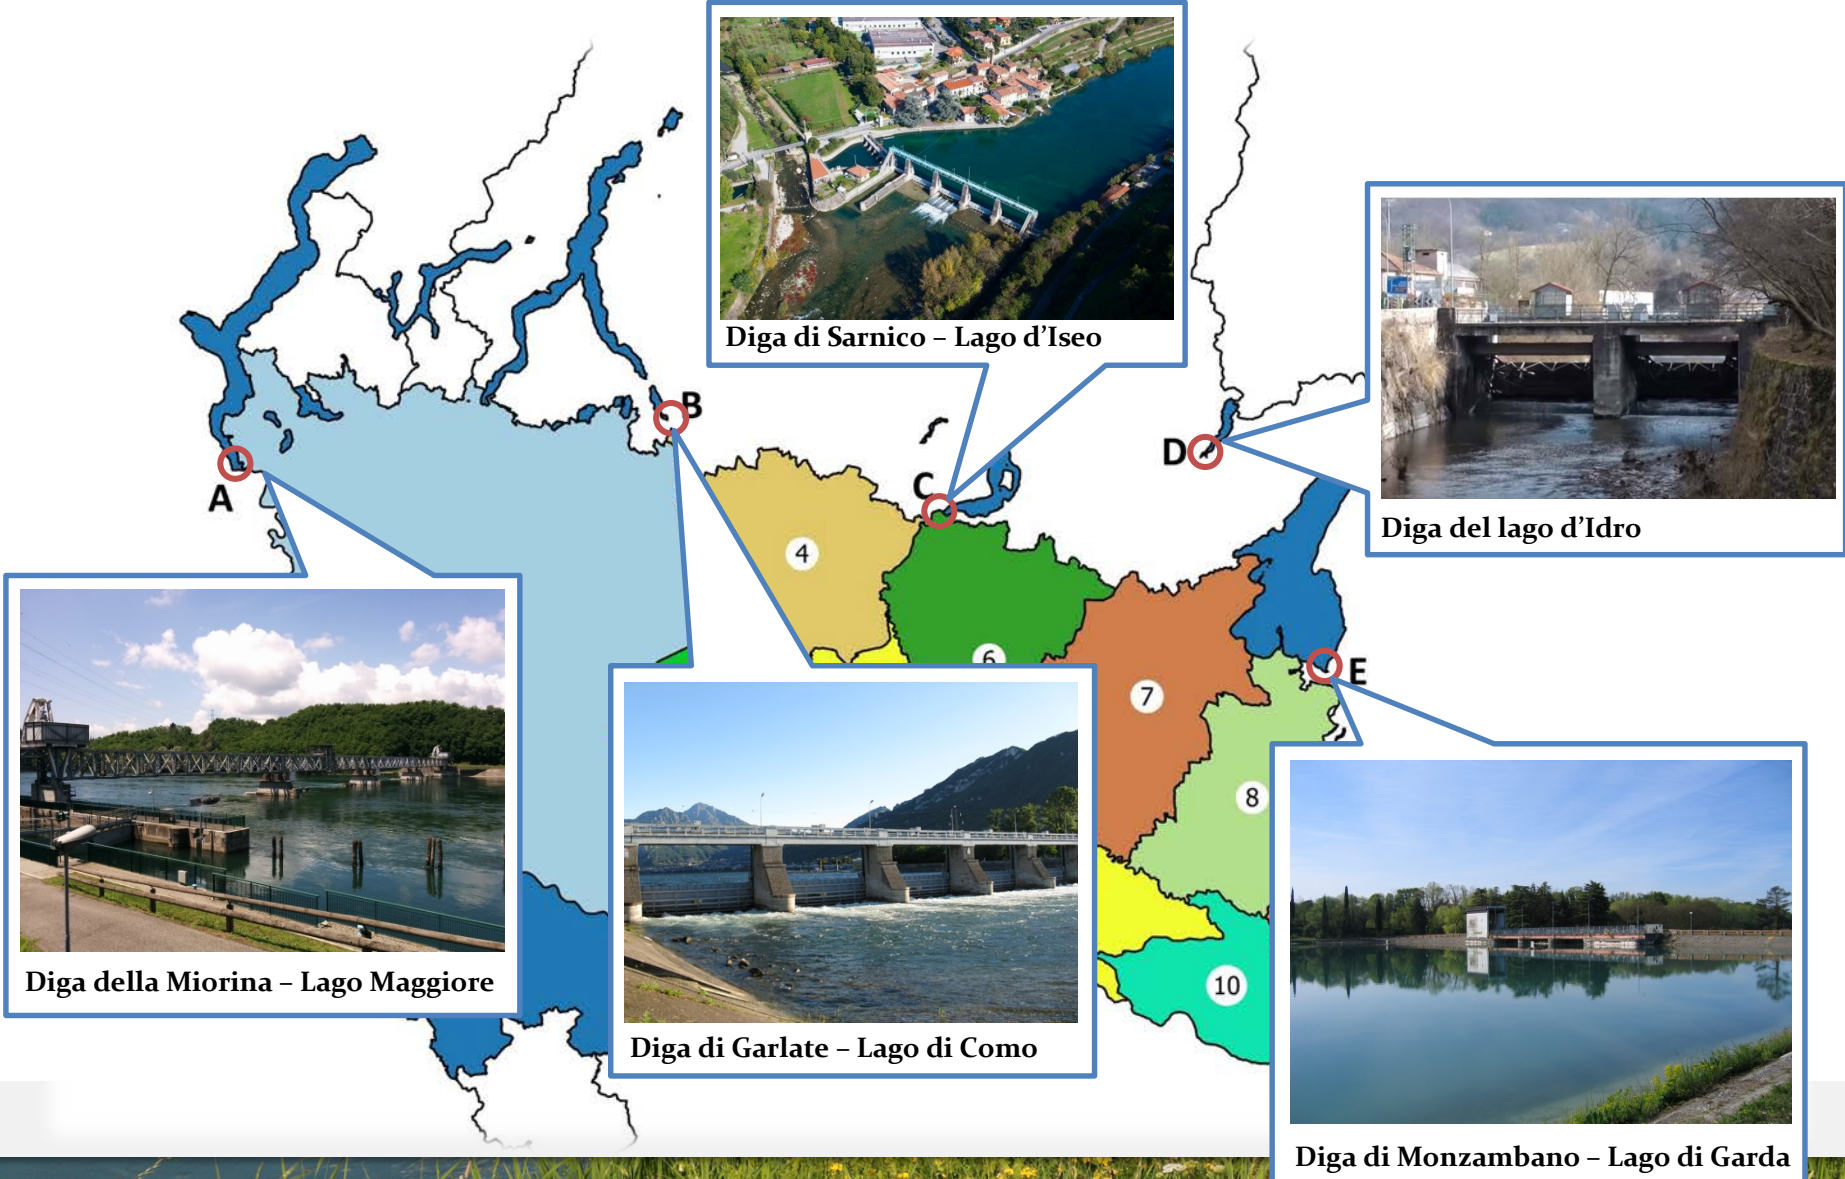 Diga di Sarnico – Lago d'Iseo
B
D
C
A
Diga del lago d'Idro
4
6
7
E
8
10
Diga della Miorina – Lago Maggiore
Diga di Garlate – Lago di Como
Diga di Monzambano – Lago di Garda